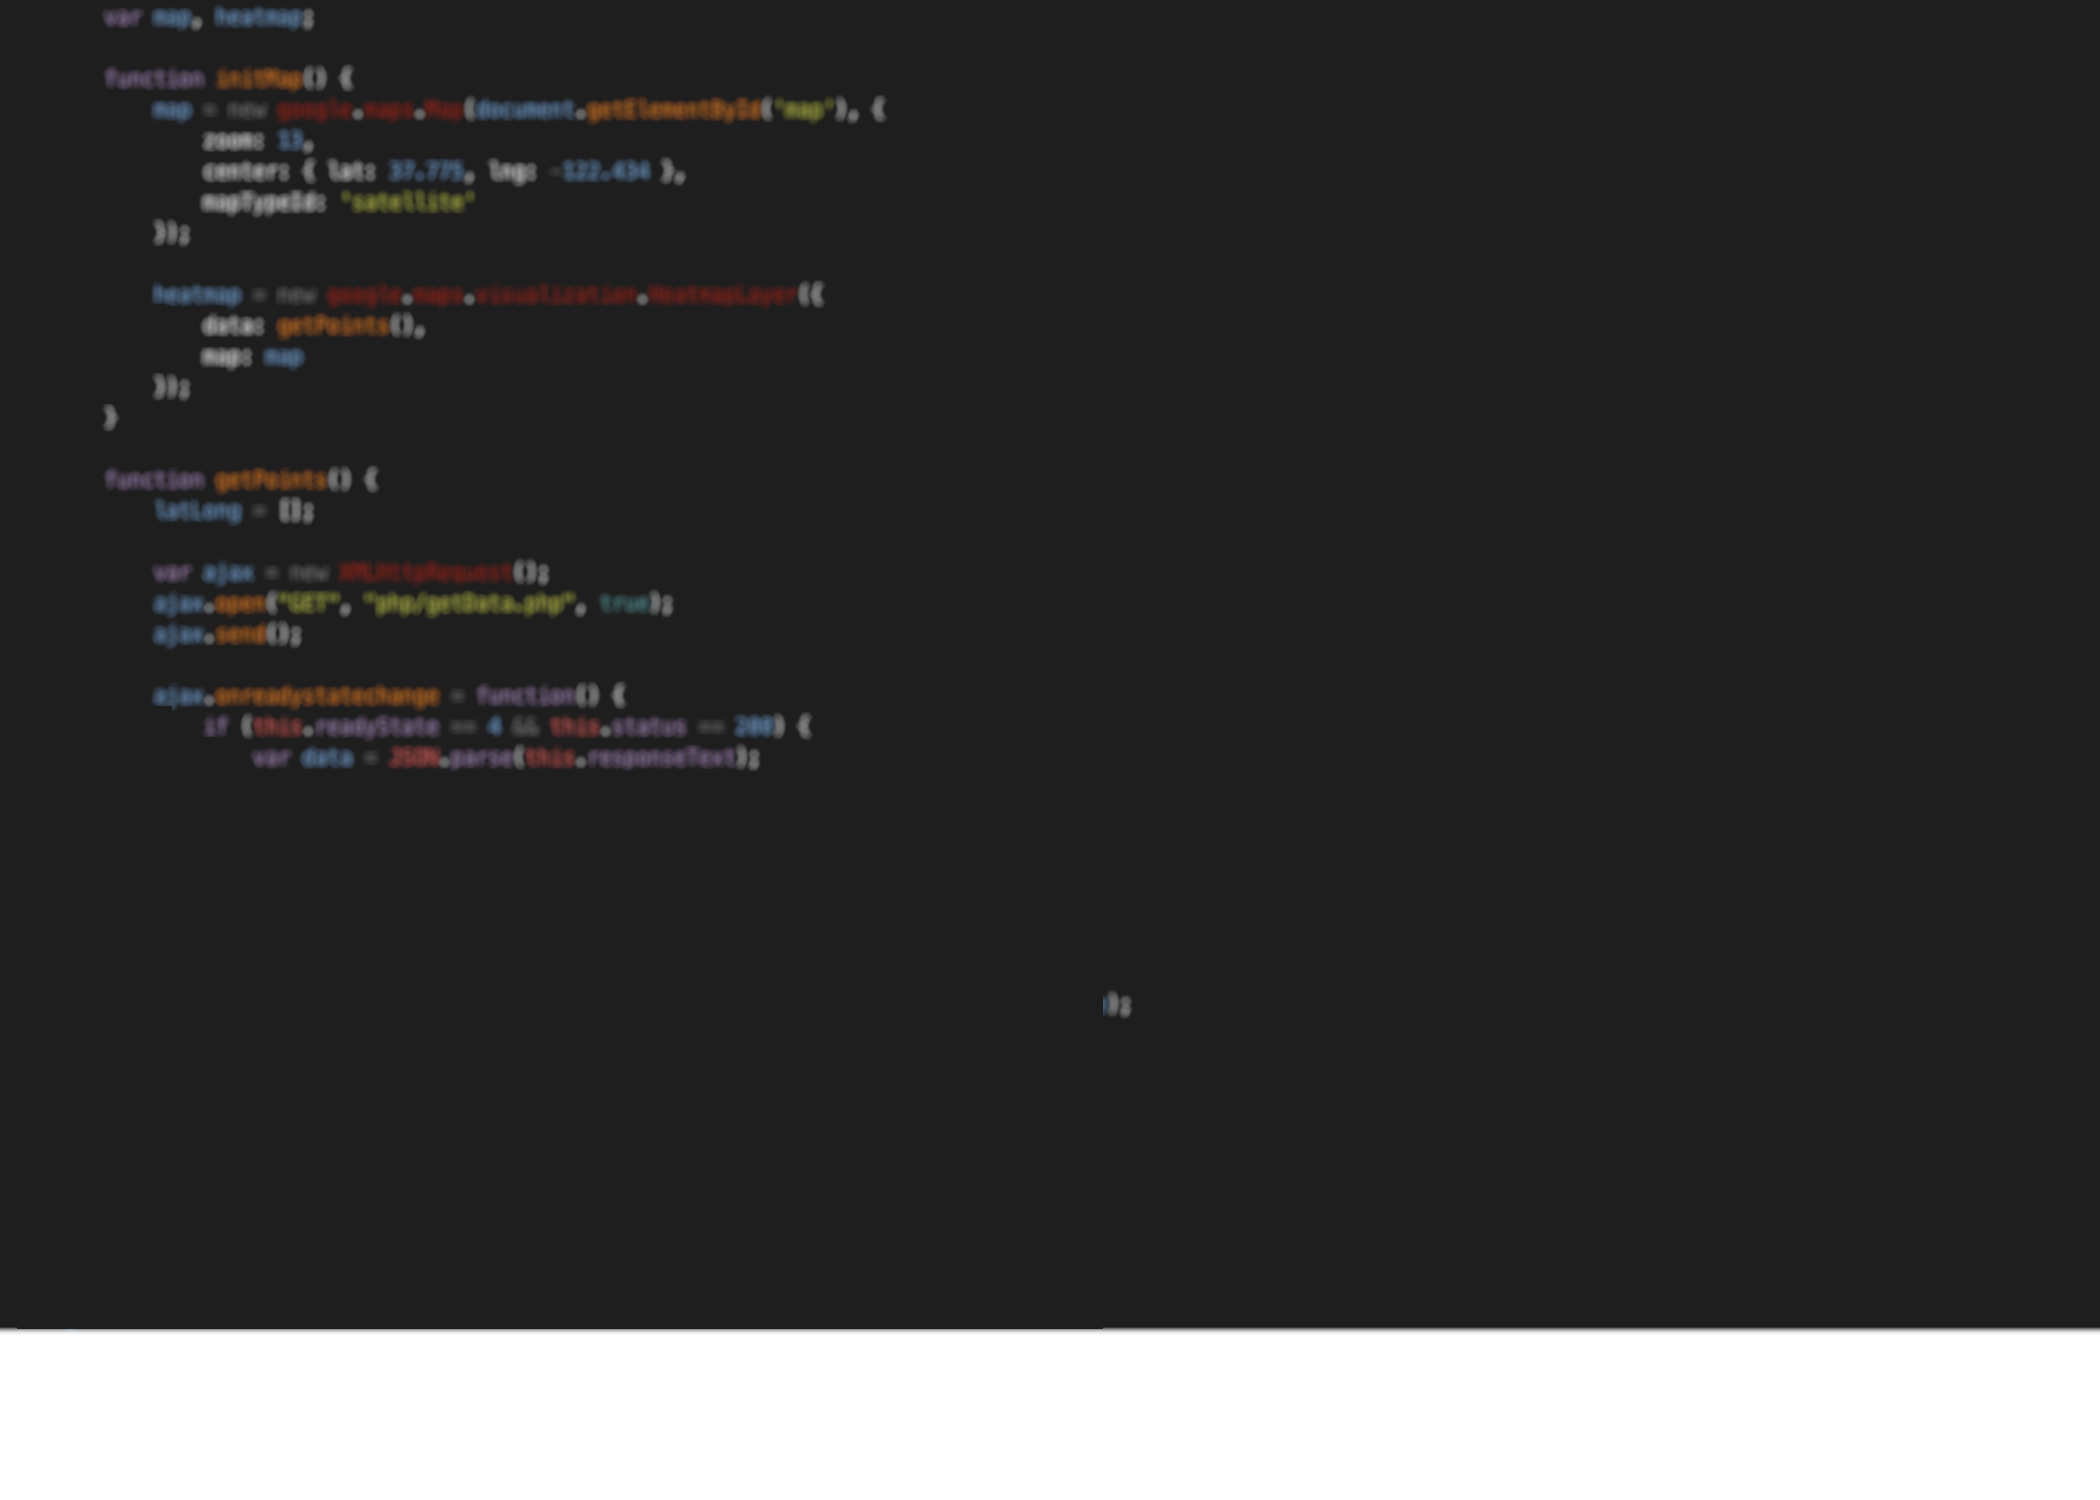 var map, heatmap;
function initMap() {
map = new google.maps.Map(document.getElementById("map"), {
zoom: 13,
center: { lat: 37.775, lng: -122.434 },
mapTypeId: "satellite"
});
heatmap = new google.maps.visualization.HeatmapLayer({
data: getPoints(),
map: map
});
}
function getPoints() {
latLong = [];
var ajax = new XMLHttpRequest();
ajax.open("GET", "php/getData.php", true);
ajax.send();
ajax.onreadystatechange = function() {
if (this.readyState == 4 && this.status == 200) {
var data = JSON.parse(this.responseText);
);